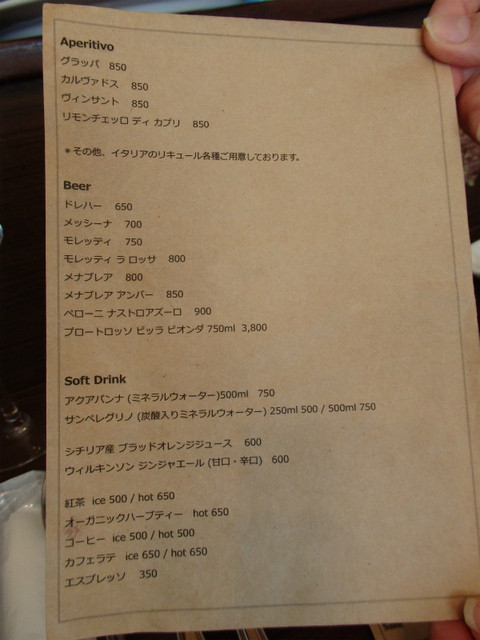 Aperitivo
グラッパ 850
カルヴァドス 850
ヴィンサント 850
リモンチェッロ ディ カプリ 850
*その他、イタリアのリキュール各種ご用意しております。
Beer
ドレハー 650
メッシーナ 700
モレッティ 750
モレッティ ラ ロッサ 800
メナブレア 800
メナブレア アンバー 850
ペローニ ナストロアズーロ 900
プロートロッソ ビッラ ビオンダ 750ml 3,800
Soft Drink
アクアパンナ (ミネラルウォーター)500ml 750
サンペレグリノ (炭酸入りミネラルウォーター) 250ml 500 / 500ml 750
シチリア産 ブラッドオレンジジュース 600
ウィルキンソン ジンジャエール (甘口・辛口) 600
紅茶 ice 500 / hot 650
オーガニックハーブティー hot 650
コーヒー ice 500 / hot 500
カフェラテ ice 650 / hot 650
エスプレッソ 350